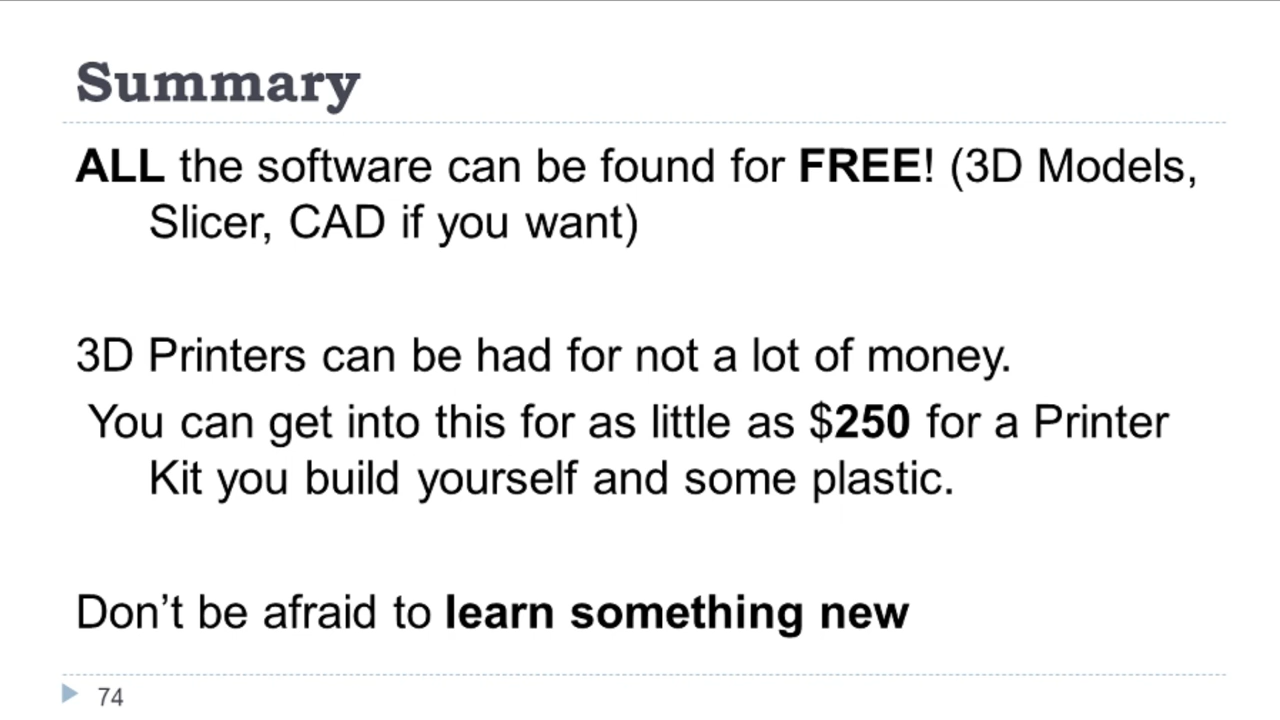 Summary
ALL the software can be found for FREE! (3D Models,
Slicer, CAD if you want)
3D Printers can be had for not a lot of money.
You can get into this for as little as $250 for a Printer
Kit you build yourself and some plastic.
Don’t be afraid to learn something new
74